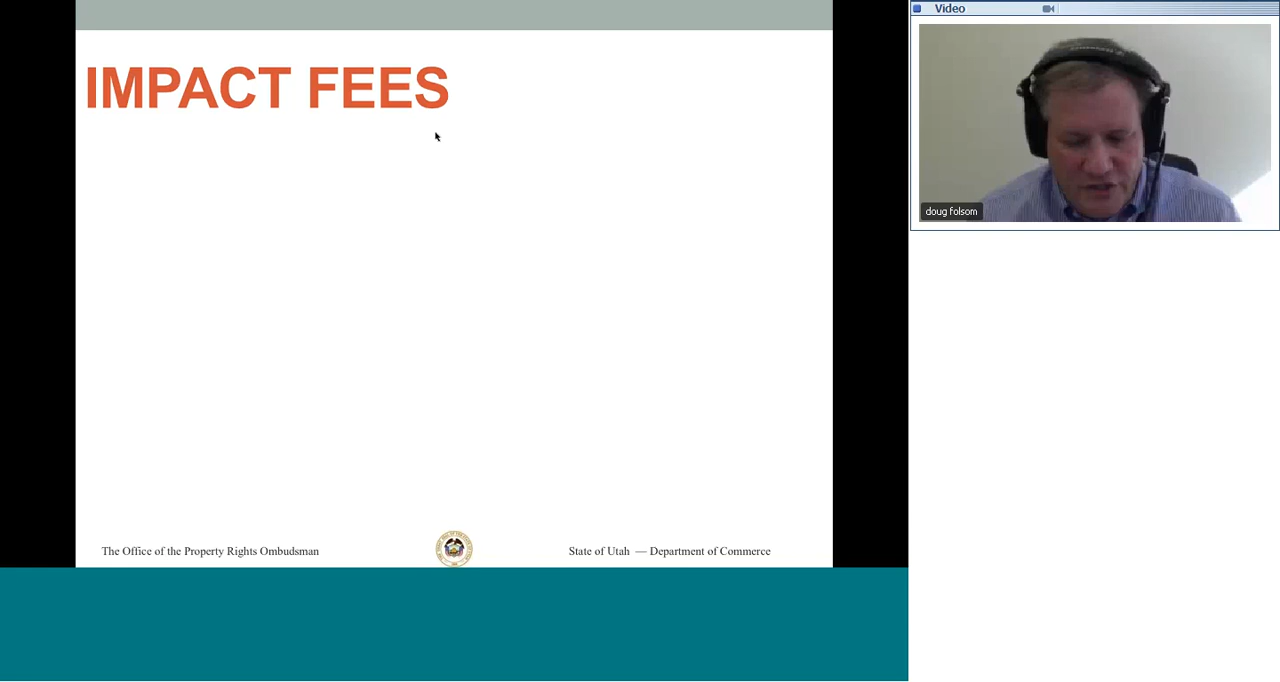 IMPACT FEES
The Office of the Property Rights Ombudsman
State of Utah — Department of Commerce
Video
doug folsom